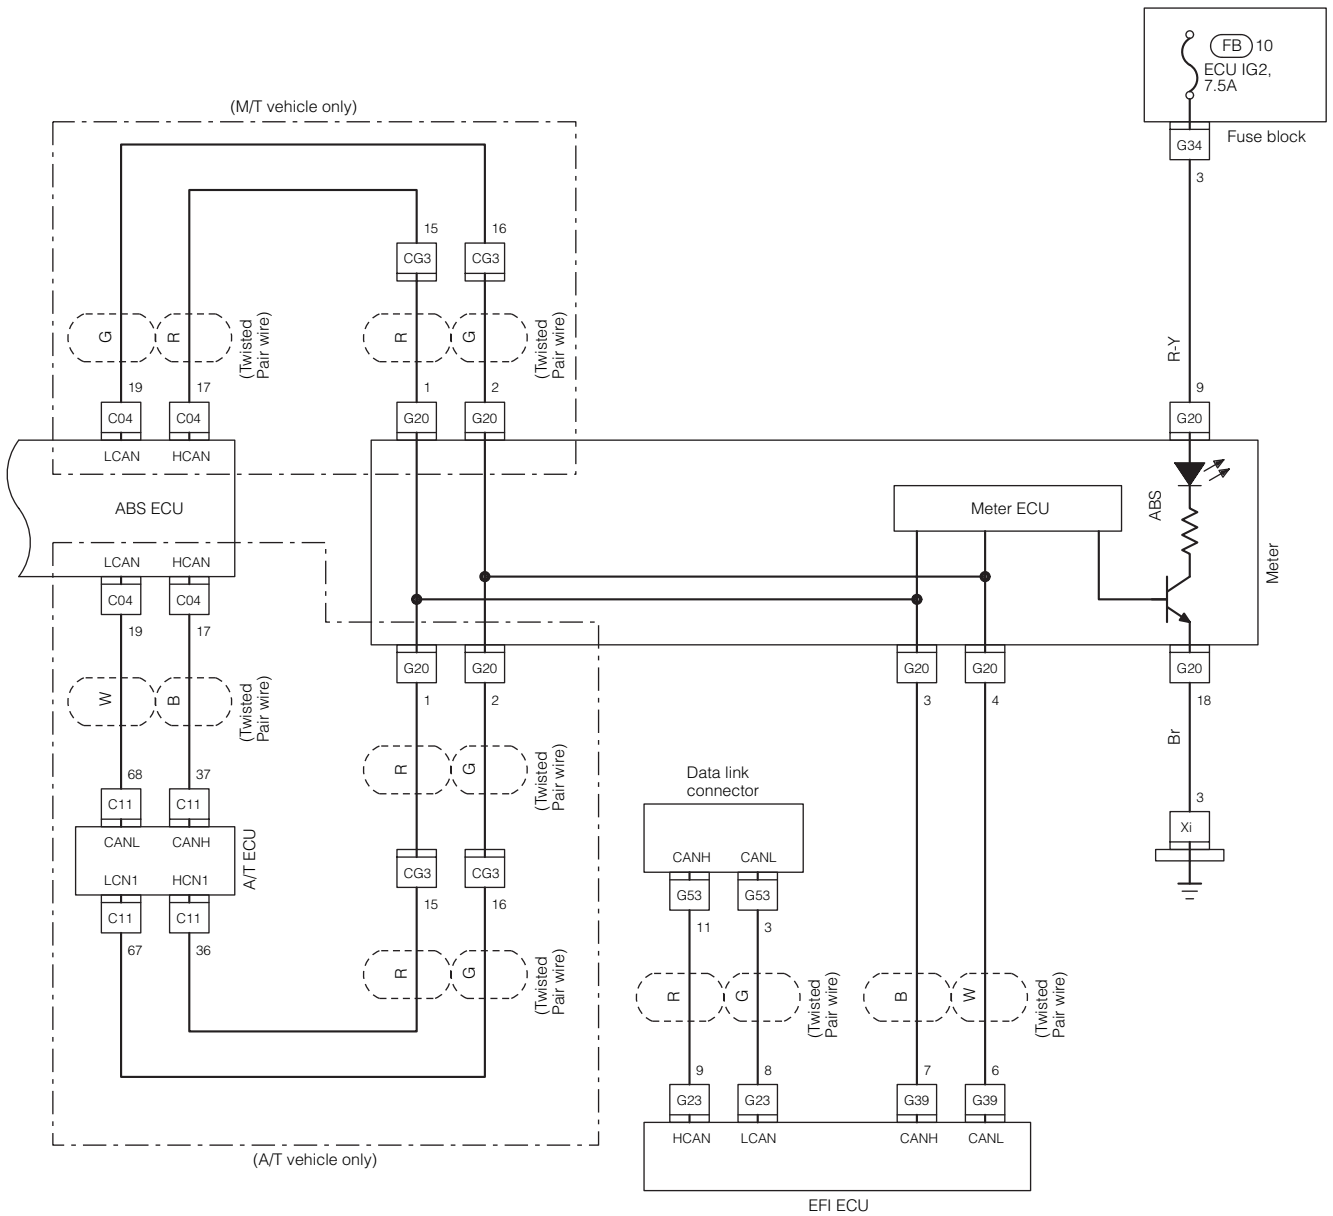 FB 10
ECU IG2,
7.5A
Fuse block
G34
3
(M/T vehicle only)
15 16
CG3 CG3
G R (Twisted
Pair wire)
R G (Twisted
Pair wire)
R-Y
19 17 1 2 9
C04 C04 G20 G20 G20
LCAN HCAN
ABS ECU
Meter ECU
ABS
Meter
LCAN HCAN
C04 C04
19 17
G20 G20 G20 G20 G20
1 2 3 4 18
W B (Twisted
Pair wire)
Br
R G (Twisted
Pair wire)
68 37
C11 C11
CANL CANH
A/T ECU
LCN1 HCN1
C11 C11
67 36
Data link
connector
CANH CANL
G53 G53
11 3
3
Xi
CG3 CG3
15 16
R G (Twisted
Pair wire)
R G (Twisted
Pair wire)
B W (Twisted
Pair wire)
9 8 7 6
G23 G23 G39 G39
HCAN LCAN CANH CANL
EFI ECU
(A/T vehicle only)